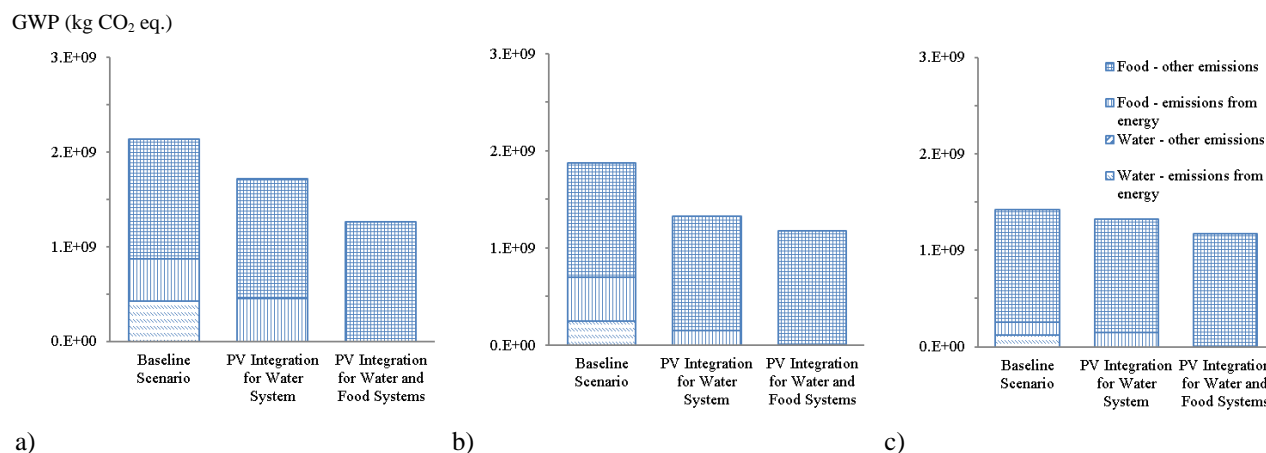 GWP (kg CO₂ eq.)
3.E+09
2.E+09
1.E+09
0.E+00
Baseline
Scenario
PV Integration
for Water
System
PV Integration
for Water and
Food Systems
a)
3.E+09
2.E+09
1.E+09
0.E+00
Baseline
Scenario
PV Integration
for Water
System
PV Integration
for Water and
Food Systems
b)
3.E+09
2.E+09
1.E+09
0.E+00
Food - other emissions
Food - emissions from
energy
Water - other emissions
Water - emissions from
energy
Baseline
Scenario
PV Integration
for Water
System
PV Integration
for Water and
Food Systems
c)